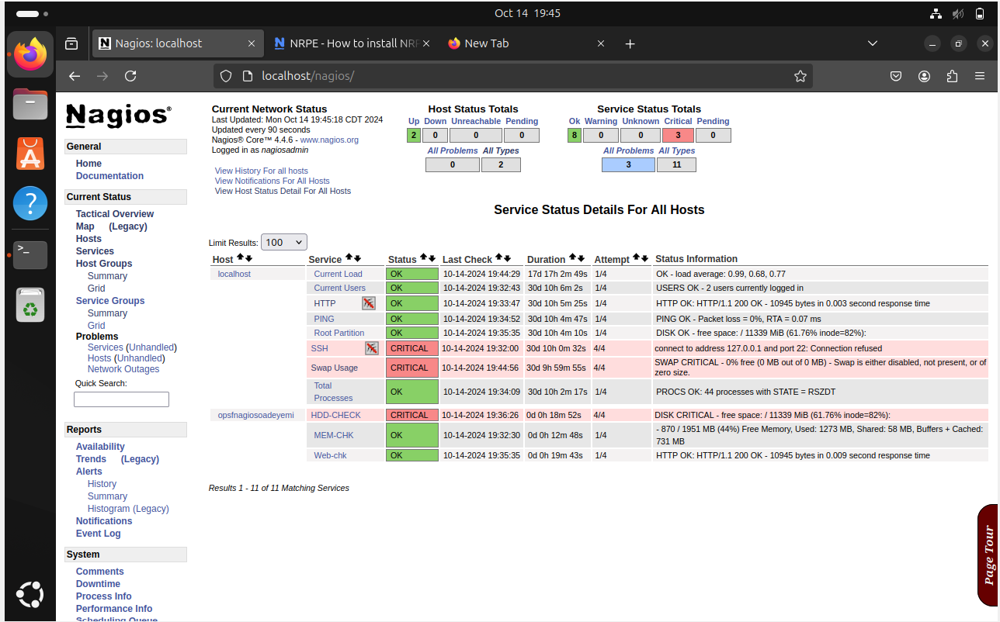 Oct 14 19:45
Nagios: localhost
NRPE - How to install NRP
New Tab
localhost/nagios/
Nagios®
General
Home
Documentation
Current Status
Tactical Overview
Map (Legacy)
Hosts
Services
Host Groups
Summary
Grid
Service Groups
Summary
Grid
Problems
Services (Unhandled)
Hosts (Unhandled)
Network Outages
Quick Search:
Reports
Availability
Trends (Legacy)
Alerts
History
Summary
Histogram (Legacy)
Notifications
Event Log
System
Comments
Downtime
Process Info
Performance Info
Scheduling Queue
Current Network Status
Last Updated: Mon Oct 14 19:45:18 CDT 2024
Updated every 90 seconds
Nagios® Core™ 4.4.6 - www.nagios.org
Logged in as nagiosadmin
View History For all hosts
View Notifications For All Hosts
View Host Status Detail For All Hosts
Host Status Totals
Up Down Unreachable Pending
2 0 0 0
All Problems All Types
0 2
Service Status Totals
Ok Warning Unknown Critical Pending
8 0 0 3 0
All Problems All Types
3 11
Service Status Details For All Hosts
Limit Results: 100
Host Service Status Last Check Duration Attempt Status Information
localhost Current Load OK 10-14-2024 19:44:29 17d 17h 2m 49s 1/4 OK - load average: 0.99, 0.68, 0.77
Current Users OK 10-14-2024 19:32:43 30d 10h 6m 2s 1/4 USERS OK - 2 users currently logged in
HTTP OK 10-14-2024 19:33:47 30d 10h 5m 25s 1/4 HTTP OK: HTTP/1.1 200 OK - 10945 bytes in 0.003 second response time
PING OK 10-14-2024 19:34:52 30d 10h 4m 47s 1/4 PING OK - Packet loss = 0%, RTA = 0.07 ms
Root Partition OK 10-14-2024 19:35:35 30d 10h 4m 10s 1/4 DISK OK - free space: / 11339 MiB (61.76% inode=82%):
SSH CRITICAL 10-14-2024 19:32:00 30d 10h 0m 32s 4/4 connect to address 127.0.0.1 and port 22: Connection refused
Swap Usage CRITICAL 10-14-2024 19:44:56 30d 9h 59m 55s 4/4 SWAP CRITICAL - 0% free (0 MB out of 0 MB) - Swap is either disabled, not present, or of
zero size.
Total
Processes OK 10-14-2024 19:34:09 30d 10h 2m 17s 1/4 PROCS OK: 44 processes with STATE = RSZDT
opsfnagiosoadeyemi HDD-CHECK CRITICAL 10-14-2024 19:36:26 0d 0h 18m 52s 4/4 DISK CRITICAL - free space: / 11339 MiB (61.76% inode=82%):
MEM-CHK OK 10-14-2024 19:32:30 0d 0h 12m 48s 1/4 - 870 / 1951 MB (44%) Free Memory, Used: 1273 MB, Shared: 58 MB, Buffers + Cached:
731 MB
Web-chk OK 10-14-2024 19:35:35 0d 0h 19m 43s 1/4 HTTP OK: HTTP/1.1 200 OK - 10945 bytes in 0.009 second response time
Results 1 - 11 of 11 Matching Services
Page Tour